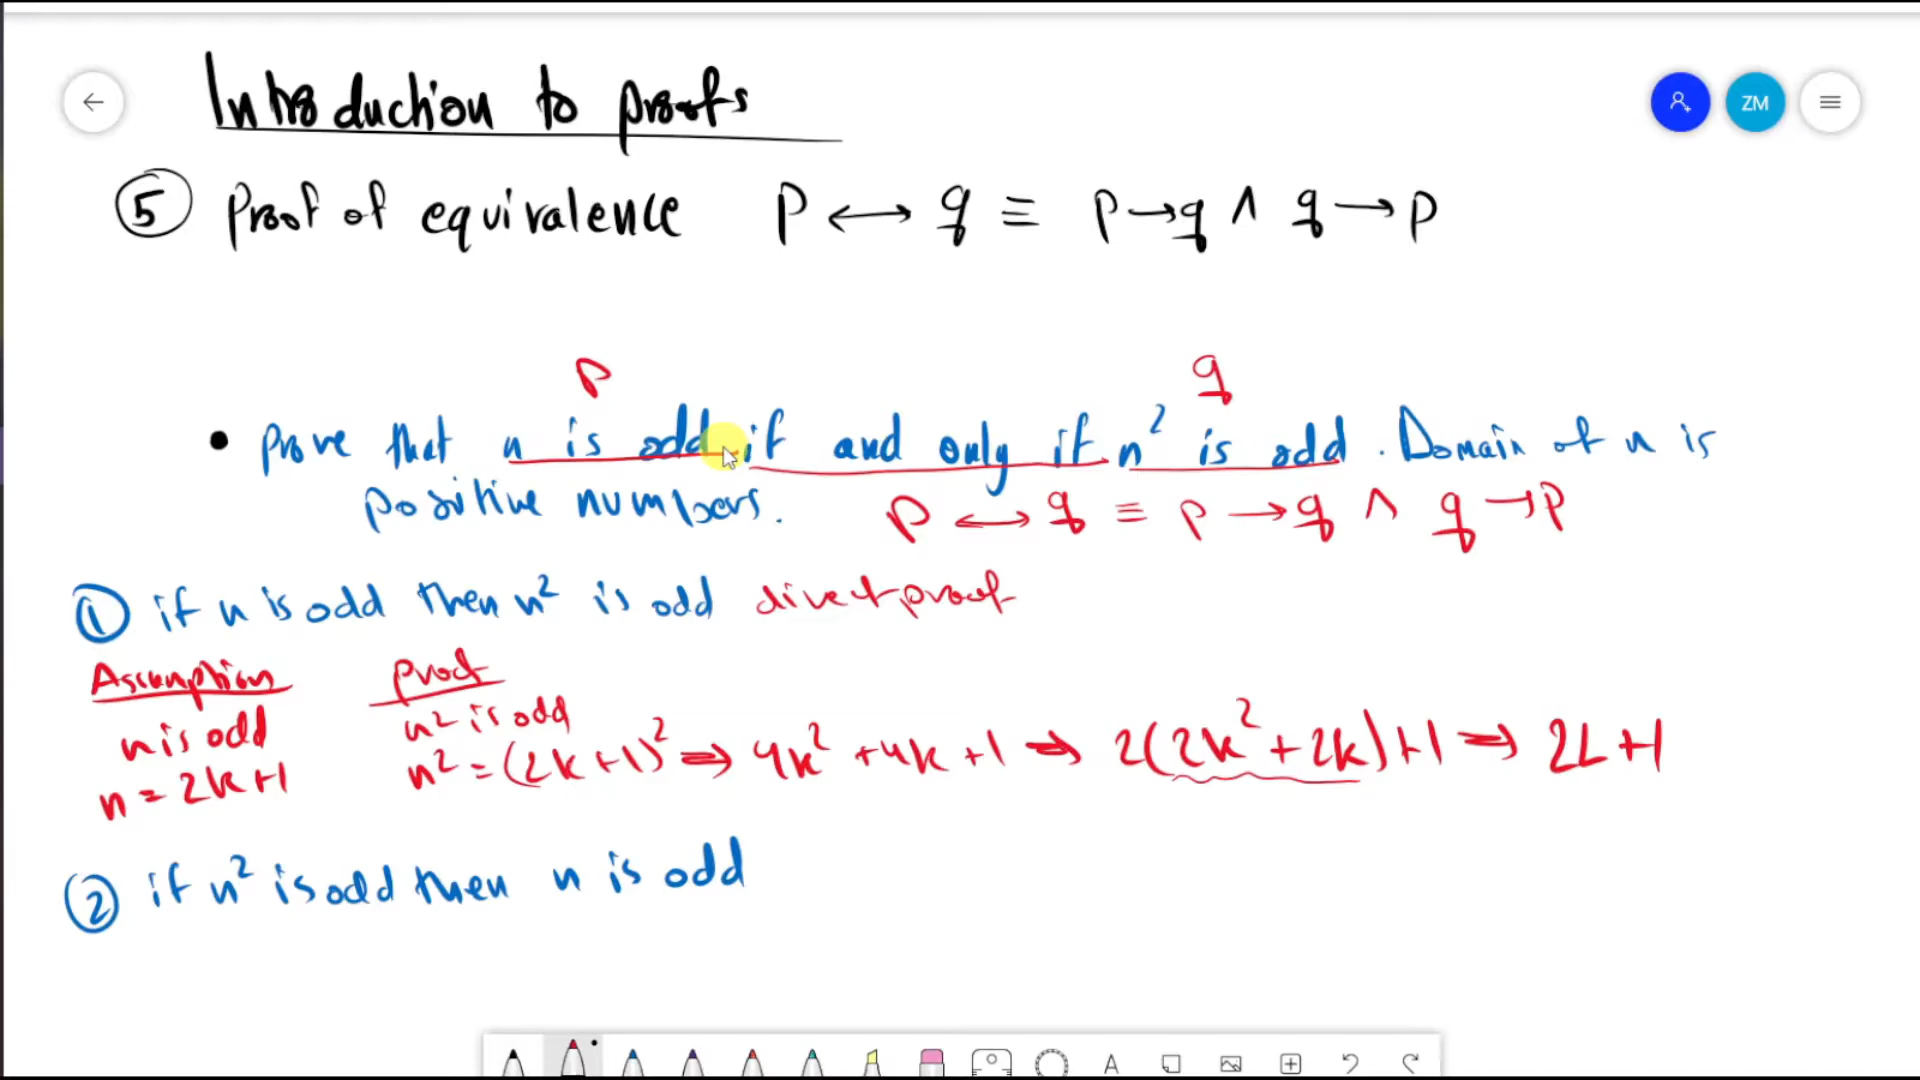 Introduction to proofs
ZM
5 Proof of equivalence P ↔ q ≡ p → q ∧ q → p
p q
• prove that n is odd if and only if n² is odd. Domain of n is
positive numbers. P ↔ q ≡ p → q ∧ q → p
1 if n is odd then n² is odd direct proof
Assumption proof
n is odd n² is odd
n = 2k+1 n² = (2k+1)² ⇒ 4k² + 4k + 1 ⇒ 2(2k² + 2k)+1 ⇒ 2L+1
2 if n² is odd then n is odd
A